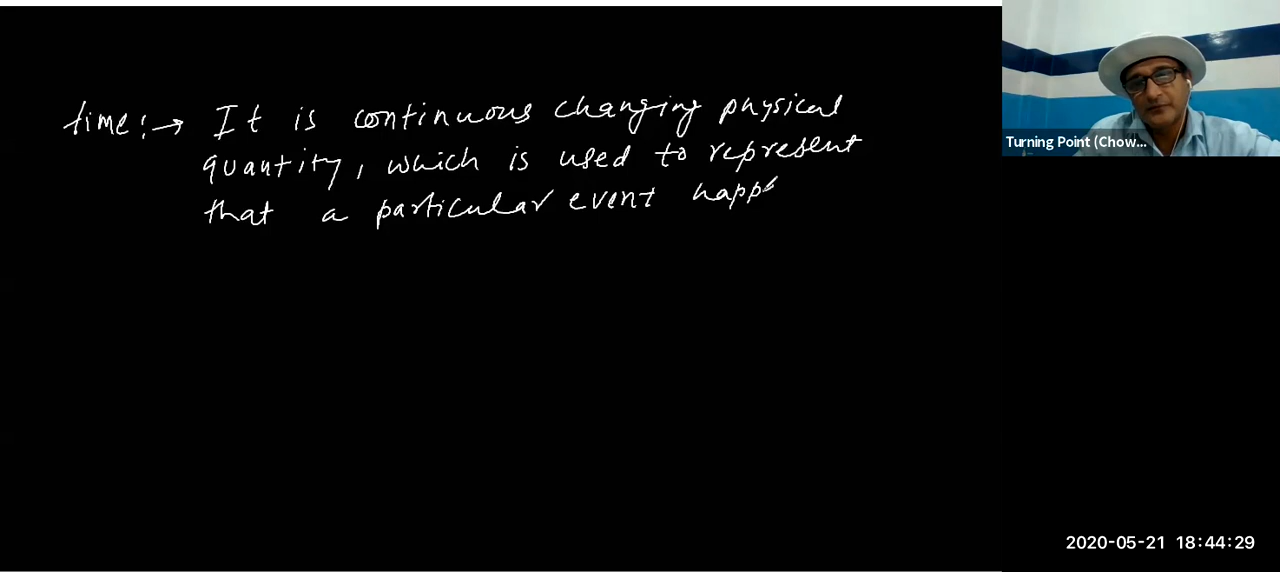 time:→ It is continuous changing physical
quantity, which is used to represent
that a particular event happe
Turning Point (Chow...
2020-05-21 18:44:29